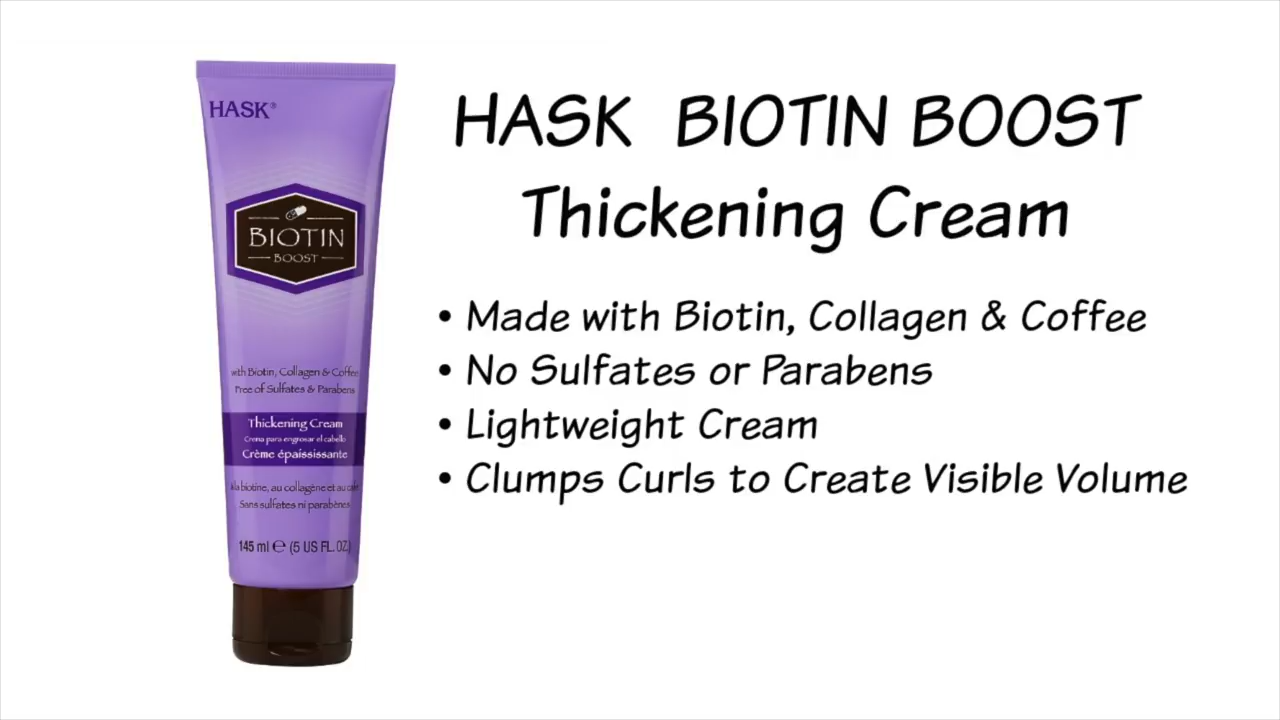 HASK®
BIOTIN
BOOST
with Biotin, Collagen & Coffee
Free of Sulfates & Parabens
Thickening Cream
Crema para engrosar el cabello
Crème épaississante
à la biotine, au collagène et au café
Sans sulfates ni parabènes
145 ml ℮ (5 US FL. OZ.)
HASK BIOTIN BOOST
Thickening Cream
• Made with Biotin, Collagen & Coffee
• No Sulfates or Parabens
• Lightweight Cream
• Clumps Curls to Create Visible Volume